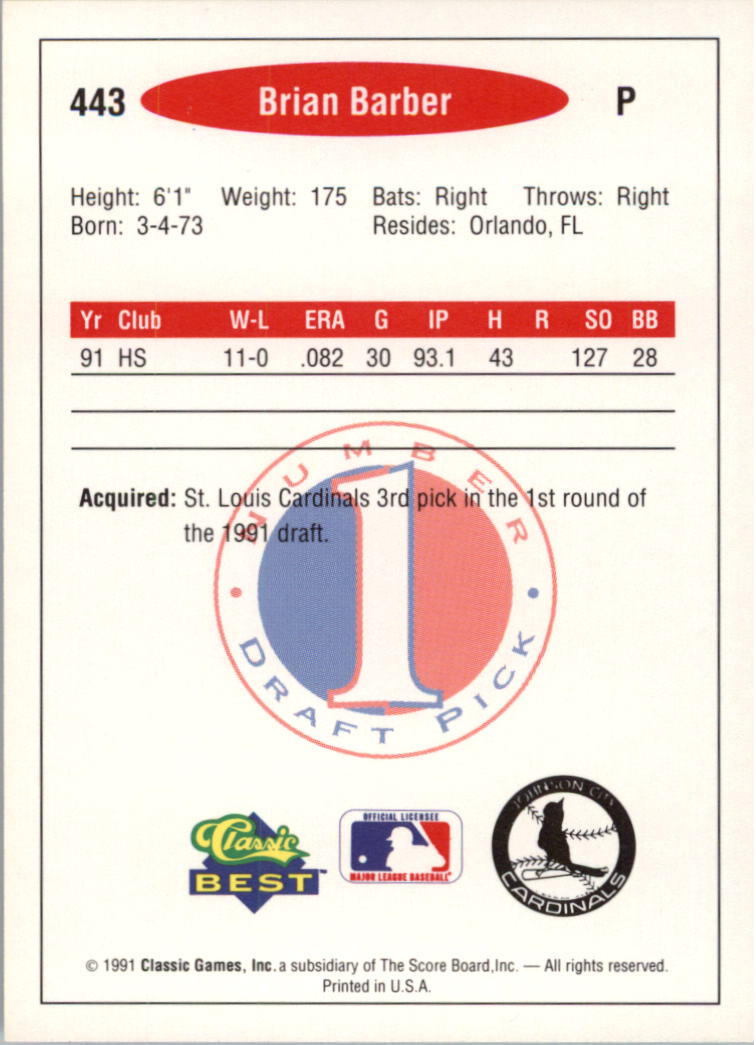 443 Brian Barber P
Height: 6'1" Weight: 175 Bats: Right Throws: Right
Born: 3-4-73 Resides: Orlando, FL
Yr Club W-L ERA G IP H R SO BB
91 HS 11-0 .082 30 93.1 43 127 28
NUMBER
1
Acquired: St. Louis Cardinals 3rd pick in the 1st round of
the 1991 draft.
DRAFT PICK
Classic
BEST™
OFFICIAL LICENSEE
MAJOR LEAGUE BASEBALL
JOHNSON CITY
CARDINALS
© 1991 Classic Games, Inc. a subsidiary of The Score Board,Inc. — All rights reserved.
Printed in U.S.A.